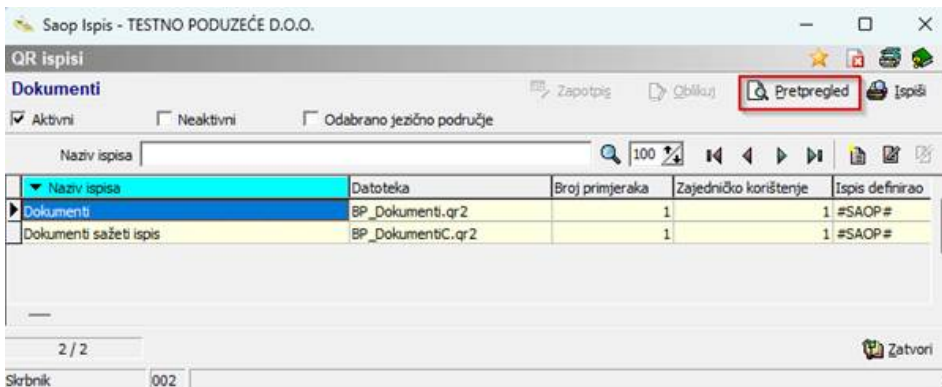 Saop Ispis - TESTNO PODUZEĆE D.O.O.
QR ispisi
Dokumenti Zapotpis Oblikuj Pretpregled Ispiši
Aktivni Neaktivni Odabrano jezično područje
Naziv ispisa 100
Naziv ispisa Datoteka Broj primjeraka Zajedničko korištenje Ispis definirao
Dokumenti BP_Dokumenti.qr2 1 1 #SAOP#
Dokumenti sažeti ispis BP_DokumentiC.qr2 1 1 #SAOP#
2 / 2 Zatvori
Skrbnik 002